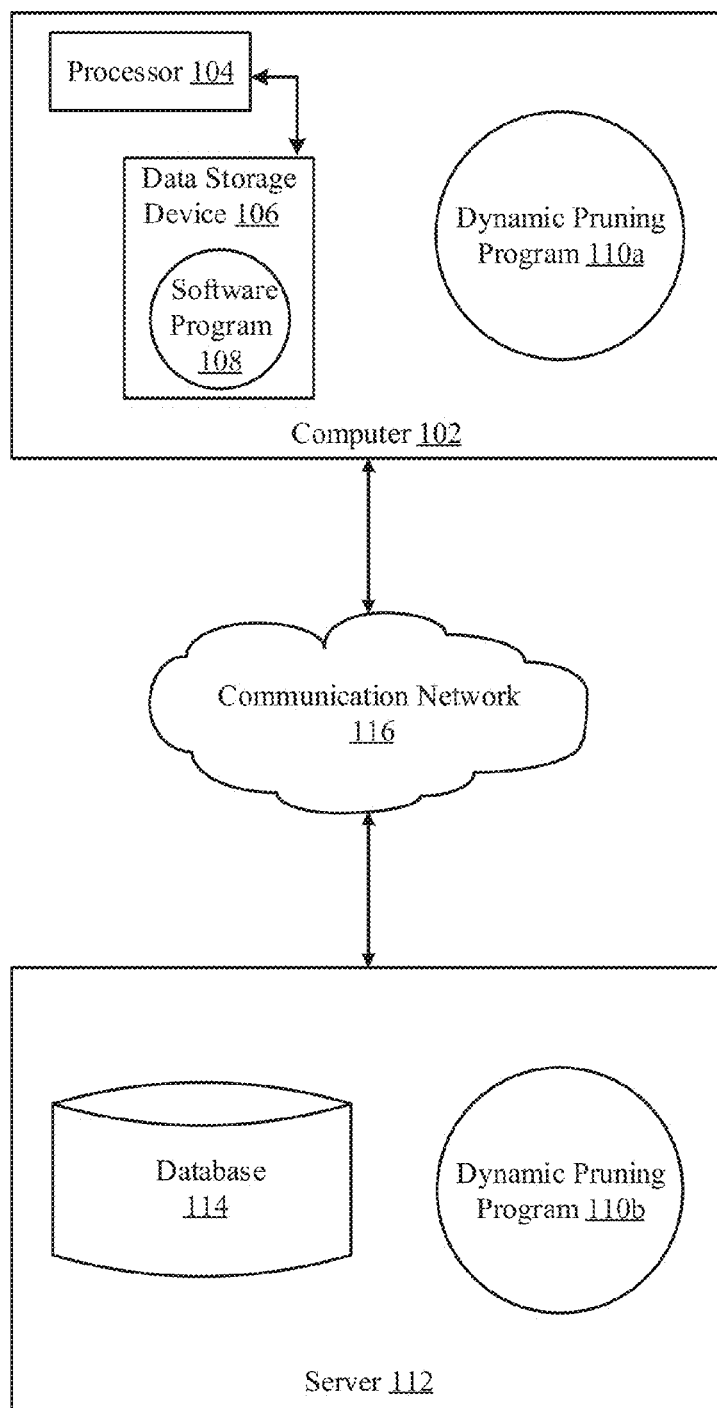 Processor 104
Data Storage
Device 106
Software
Program
108
Dynamic Pruning
Program 110a
Computer 102
Communication Network
116
Database
114
Dynamic Pruning
Program 110b
Server 112